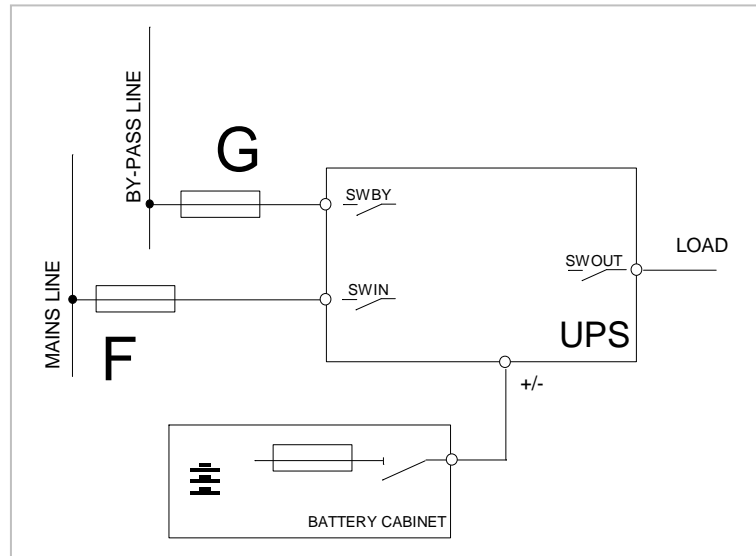 BY-PASS LINE
G
SWBY
MAINS LINE
F
SWIN
SWOUT
LOAD
UPS
+/-
BATTERY CABINET